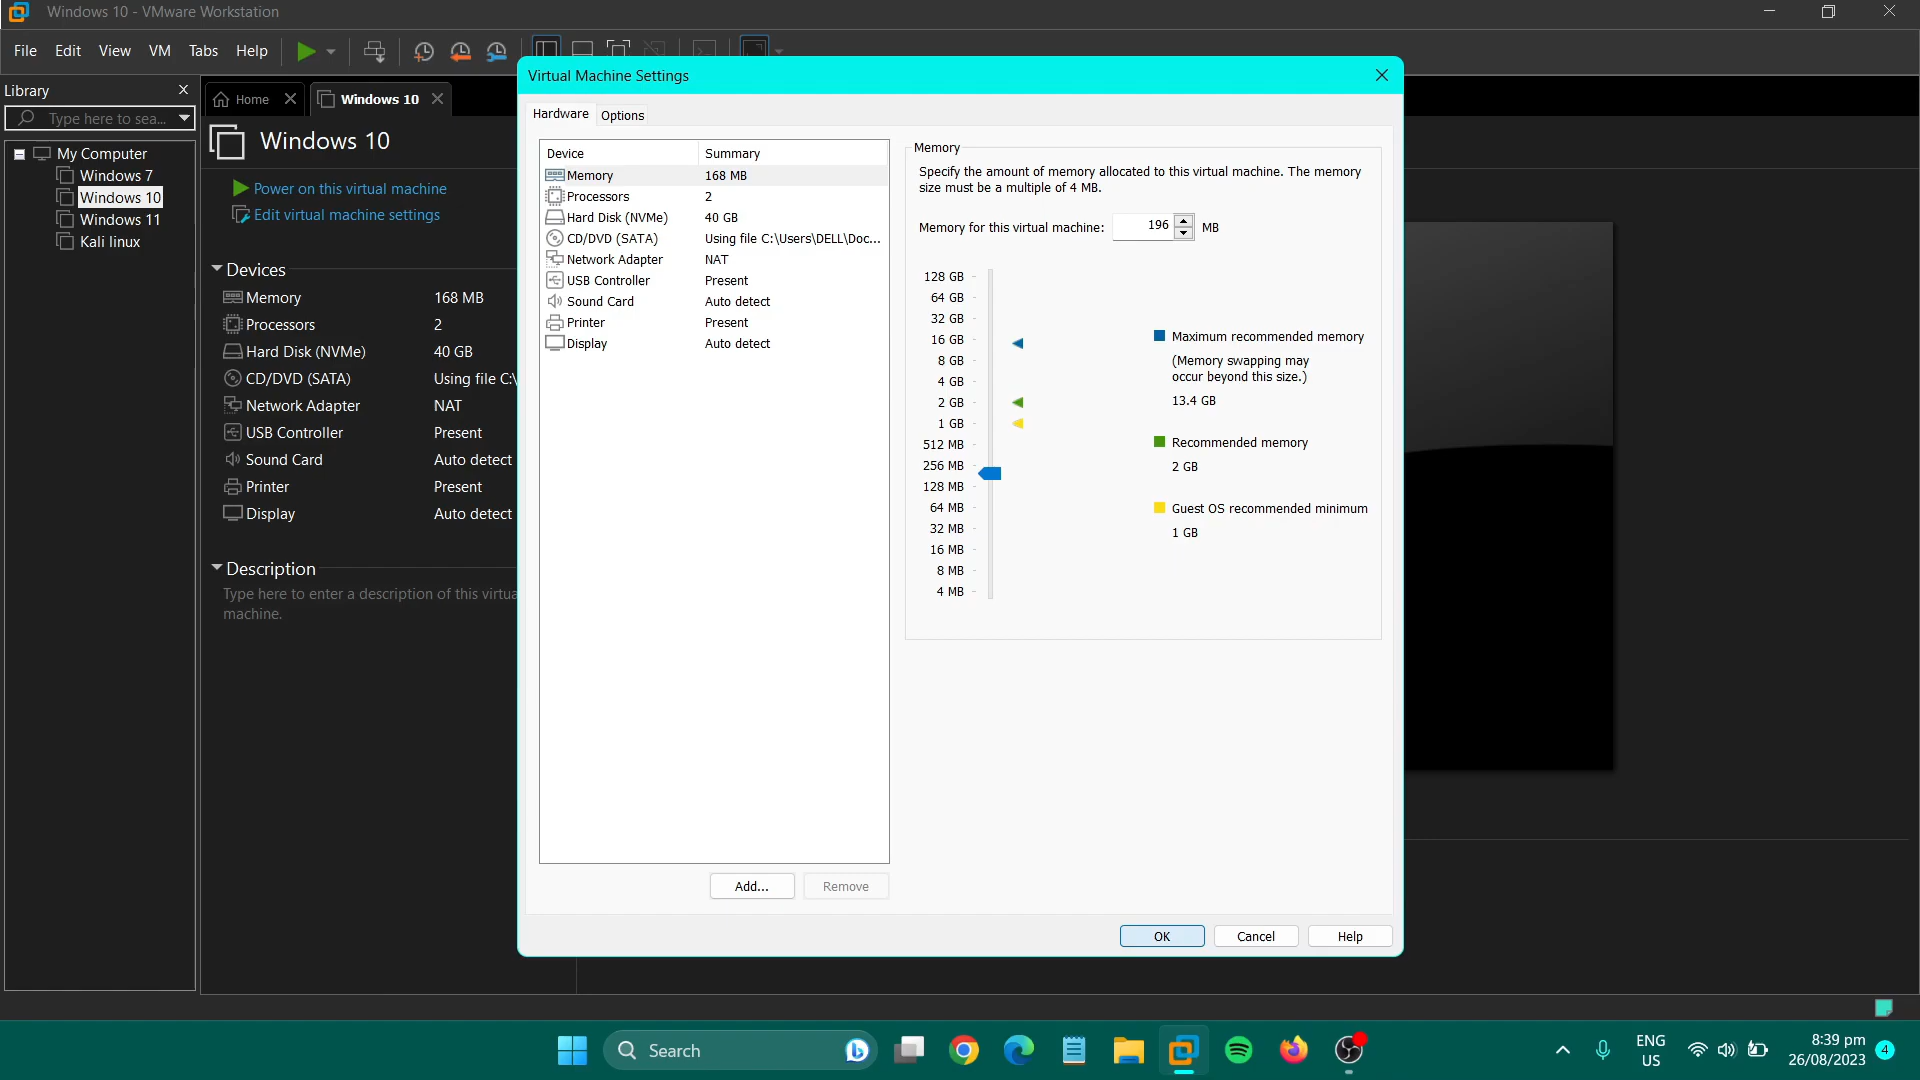 Windows 10 - VMware Workstation
File Edit View VM Tabs Help
Library
Type here to sea...
My Computer
Windows 7
Windows 10
Windows 11
Kali linux
Home
Windows 10
Windows 10
Power on this virtual machine
Edit virtual machine settings
Devices
Memory 168 MB
Processors 2
Hard Disk (NVMe) 40 GB
CD/DVD (SATA) Using file C:\
Network Adapter NAT
USB Controller Present
Sound Card Auto detect
Printer Present
Display Auto detect
Description
Type here to enter a description of this virtua
machine.
Virtual Machine Settings
Hardware Options
Device Summary
Memory 168 MB
Processors 2
Hard Disk (NVMe) 40 GB
CD/DVD (SATA) Using file C:\Users\DELL\Doc...
Network Adapter NAT
USB Controller Present
Sound Card Auto detect
Printer Present
Display Auto detect
Add... Remove
Memory
Specify the amount of memory allocated to this virtual machine. The memory
size must be a multiple of 4 MB.
Memory for this virtual machine: 196 MB
128 GB
64 GB
32 GB
16 GB
8 GB
4 GB
2 GB
1 GB
512 MB
256 MB
128 MB
64 MB
32 MB
16 MB
8 MB
4 MB
Maximum recommended memory
(Memory swapping may
occur beyond this size.)
13.4 GB
Recommended memory
2 GB
Guest OS recommended minimum
1 GB
OK Cancel Help
Search
ENG
US
8:39 pm
26/08/2023
4